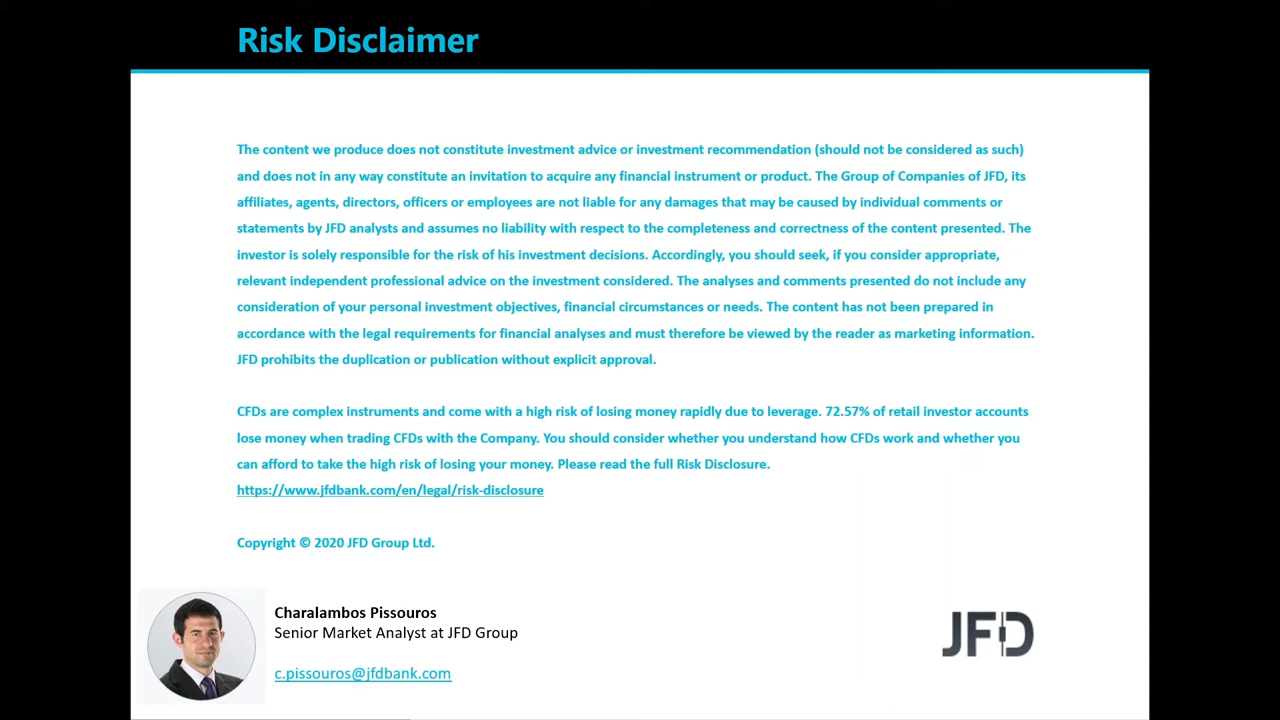 Risk Disclaimer
The content we produce does not constitute investment advice or investment recommendation (should not be considered as such)
and does not in any way constitute an invitation to acquire any financial instrument or product. The Group of Companies of JFD, its
affiliates, agents, directors, officers or employees are not liable for any damages that may be caused by individual comments or
statements by JFD analysts and assumes no liability with respect to the completeness and correctness of the content presented. The
investor is solely responsible for the risk of his investment decisions. Accordingly, you should seek, if you consider appropriate,
relevant independent professional advice on the investment considered. The analyses and comments presented do not include any
consideration of your personal investment objectives, financial circumstances or needs. The content has not been prepared in
accordance with the legal requirements for financial analyses and must therefore be viewed by the reader as marketing information.
JFD prohibits the duplication or publication without explicit approval.
CFDs are complex instruments and come with a high risk of losing money rapidly due to leverage. 72.57% of retail investor accounts
lose money when trading CFDs with the Company. You should consider whether you understand how CFDs work and whether you
can afford to take the high risk of losing your money. Please read the full Risk Disclosure.
https://www.jfdbank.com/en/legal/risk-disclosure
Copyright © 2020 JFD Group Ltd.
Charalambos Pissouros
Senior Market Analyst at JFD Group
c.pissouros@jfdbank.com
JFD